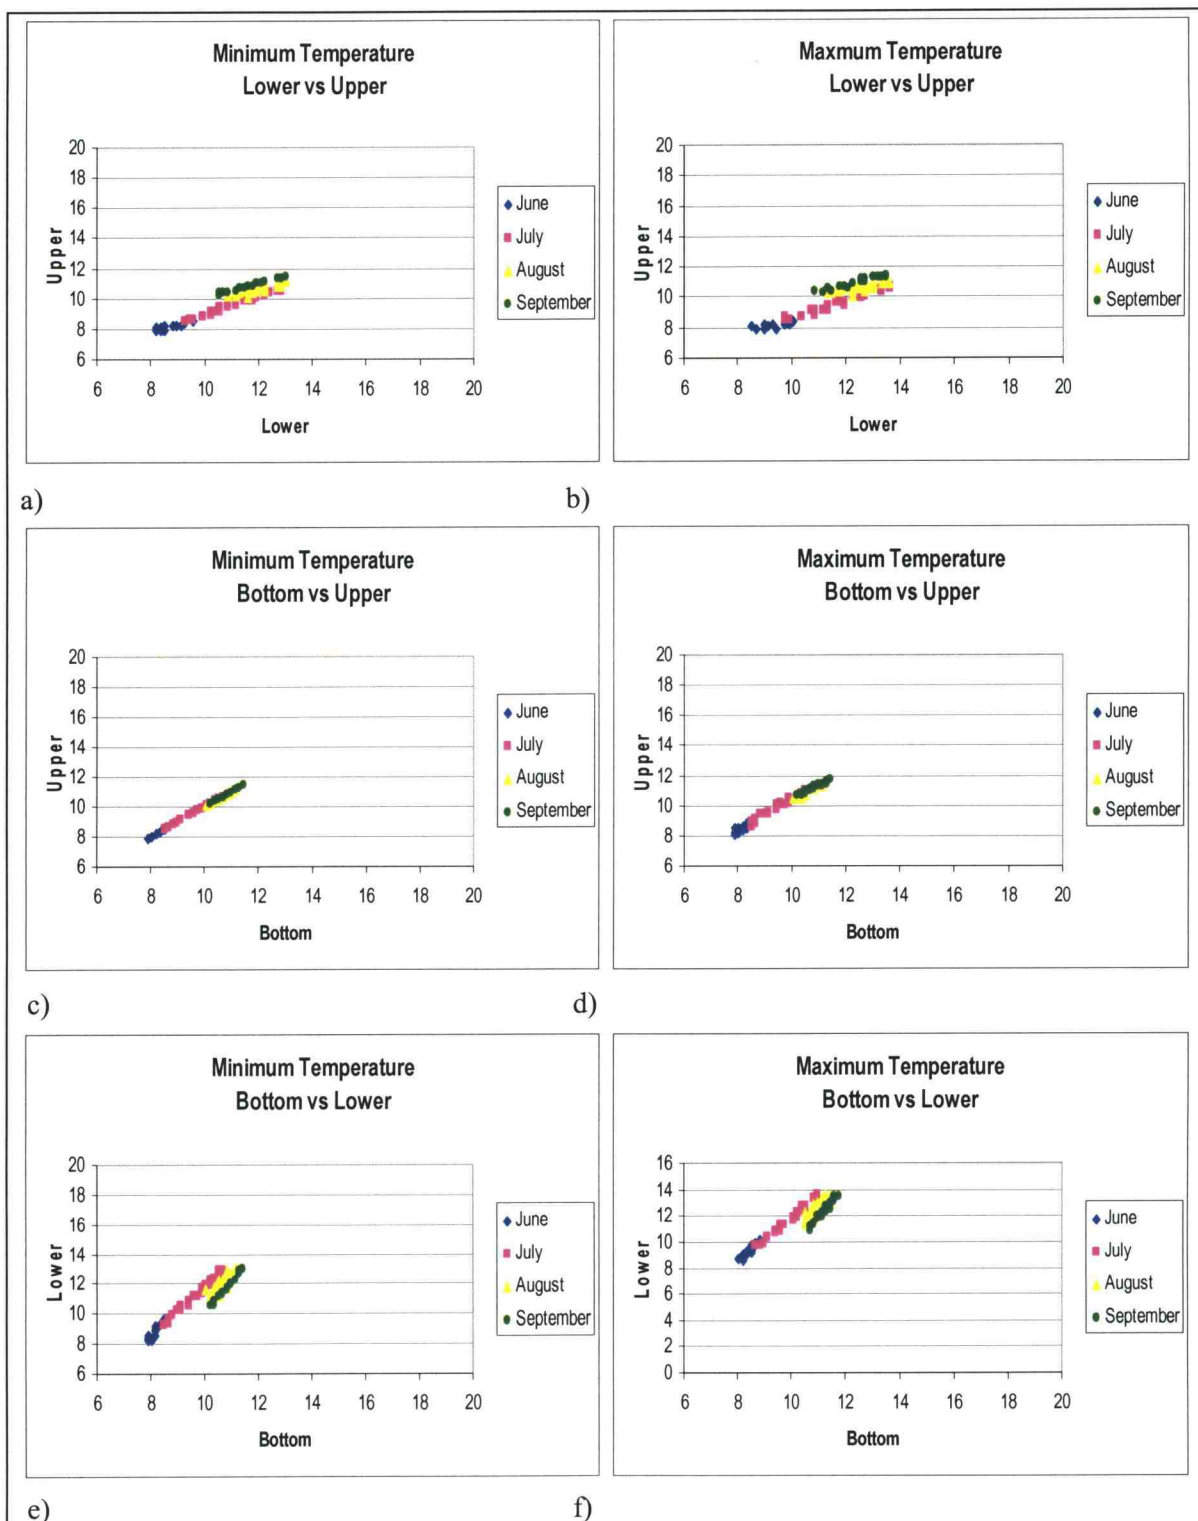 Minimum Temperature
Lower vs Upper
Upper
20
18
16
14
12
10
8
6
6 8 10 12 14 16 18 20
Lower
June
July
August
September
a)
Maxmum Temperature
Lower vs Upper
Upper
20
18
16
14
12
10
8
6
6 8 10 12 14 16 18 20
Lower
June
July
August
September
b)
Minimum Temperature
Bottom vs Upper
Upper
20
18
16
14
12
10
8
6
6 8 10 12 14 16 18 20
Bottom
June
July
August
September
c)
Maximum Temperature
Bottom vs Upper
Upper
20
18
16
14
12
10
8
6
6 8 10 12 14 16 18 20
Bottom
June
July
August
September
d)
Minimum Temperature
Bottom vs Lower
Lower
20
18
16
14
12
10
8
6
6 8 10 12 14 16 18 20
Bottom
June
July
August
September
e)
Maximum Temperature
Bottom vs Lower
Lower
16
14
12
10
8
6
4
2
0
6 8 10 12 14 16 18 20
Bottom
June
July
August
September
f)